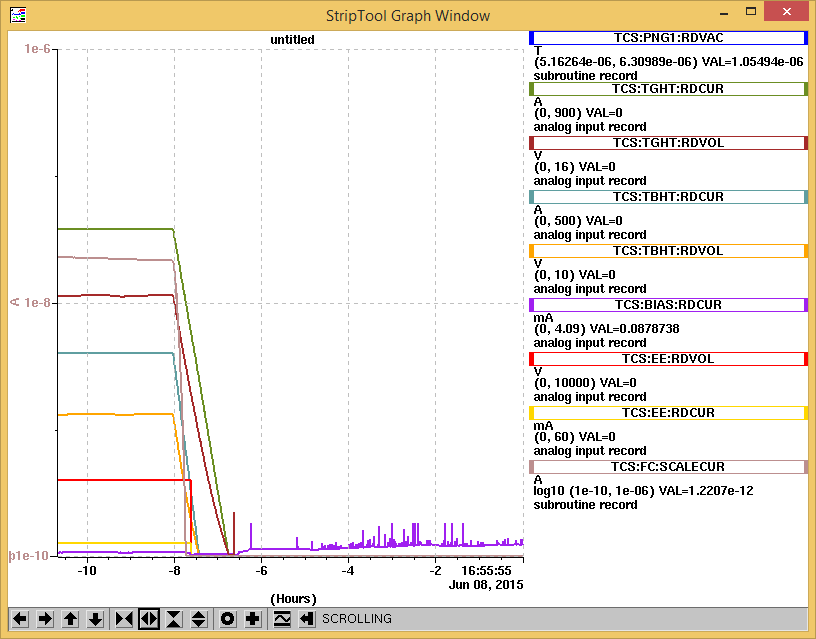 StripTool Graph Window
untitled
1e-6
A
1e-8
1e-10
-10
-8
-6
-4
-2
16:55:55
Jun 08, 2015
(Hours)
TCS:PNG1:RDVAC
T
(5.16264e-06, 6.30989e-06) VAL=1.05494e-06
subroutine record
TCS:TGHT:RDCUR
A
(0, 900) VAL=0
analog input record
TCS:TGHT:RDVOL
V
(0, 16) VAL=0
analog input record
TCS:TBHT:RDCUR
A
(0, 500) VAL=0
analog input record
TCS:TBHT:RDVOL
V
(0, 10) VAL=0
analog input record
TCS:BIAS:RDCUR
mA
(0, 4.09) VAL=0.0878738
analog input record
TCS:EE:RDVOL
V
(0, 10000) VAL=0
analog input record
TCS:EE:RDCUR
mA
(0, 60) VAL=0
analog input record
TCS:FC:SCALECUR
A
log10 (1e-10, 1e-06) VAL=1.2207e-12
subroutine record
SCROLLING